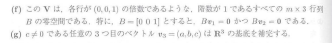 (f) この V は、各行が (0,0,1) の倍数であるような、階数が 1 であるすべての m × 3 行列
B の零空間である. 特に、B = [0 0 1] とすると、Bv₁ = 0 かつ Bv₂ = 0 である.
(g) c ≠ 0 である任意の 3 つ目のベクトル v₃ = (a, b, c) は R³ の基底を補完する.